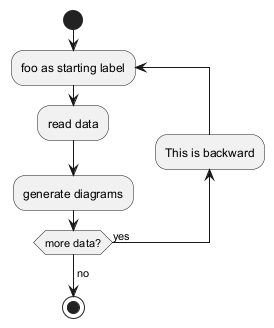 foo as starting label
read data
This is backward
generate diagrams
more data?
yes
no